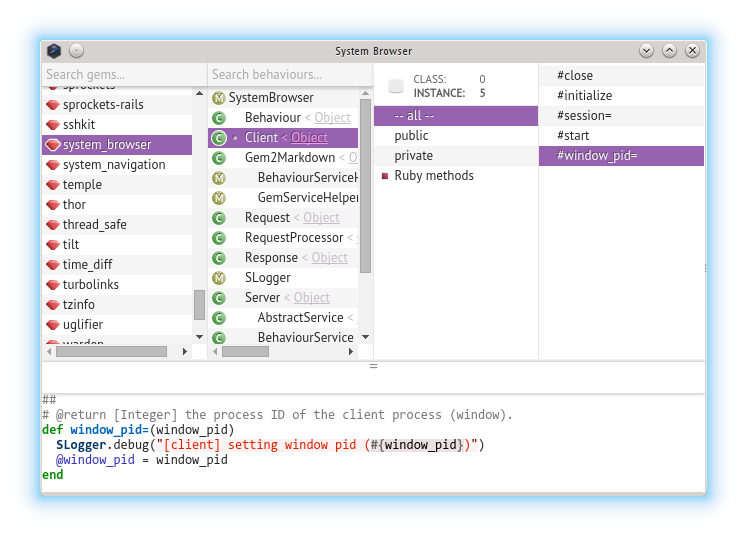 System Browser
Search gems...
sprockets
sprockets-rails
sshkit
system_browser
system_navigation
temple
thor
thread_safe
tilt
time_diff
turbolinks
tzinfo
uglifier
warden
Search behaviours...
M SystemBrowser
C Behaviour < Object
C Client < Object
C Gem2Markdown < O
M BehaviourServiceH
M GemServiceHelper
C Request < Object
C RequestProcessor <
C Response < Object
M SLogger
C Server < Object
C AbstractService <
C BehaviourService
CLASS: 0
INSTANCE: 5
-- all --
public
private
Ruby methods
#close
#initialize
#session=
#start
#window_pid=
##
# @return [Integer] the process ID of the client process (window).
def window_pid=(window_pid)
SLogger.debug("[client] setting window pid (#{window_pid})")
@window_pid = window_pid
end